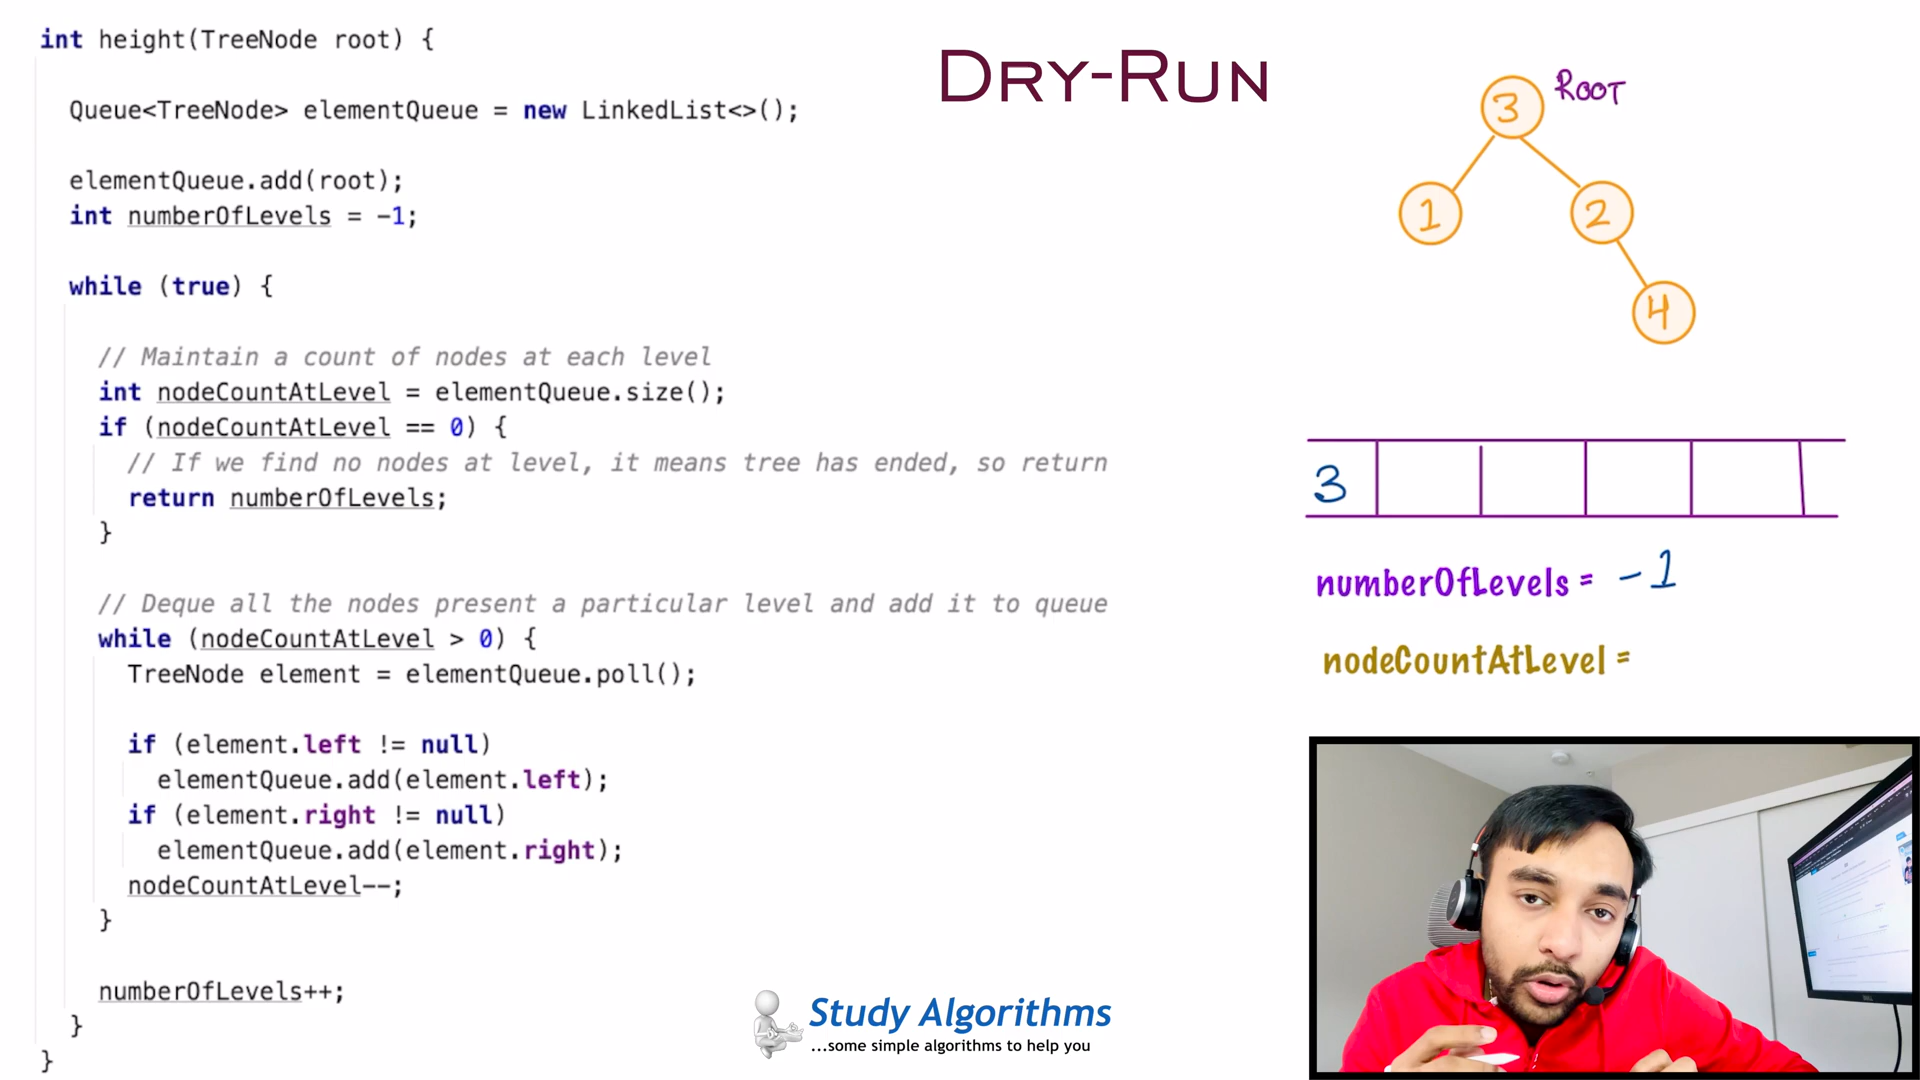 int height(TreeNode root) {
Queue<TreeNode> elementQueue = new LinkedList<>();
elementQueue.add(root);
int numberOfLevels = -1;
while (true) {
// Maintain a count of nodes at each level
int nodeCountAtLevel = elementQueue.size();
if (nodeCountAtLevel == 0) {
// If we find no nodes at level, it means tree has ended, so return
return numberOfLevels;
}
// Deque all the nodes present a particular level and add it to queue
while (nodeCountAtLevel > 0) {
TreeNode element = elementQueue.poll();
if (element.left != null)
elementQueue.add(element.left);
if (element.right != null)
elementQueue.add(element.right);
nodeCountAtLevel--;
}
numberOfLevels++;
}
}
DRY-RUN
3 ROOT
1 2
4
3
numberOfLevels = -1
nodeCountAtLevel =
Study Algorithms
...some simple algorithms to help you